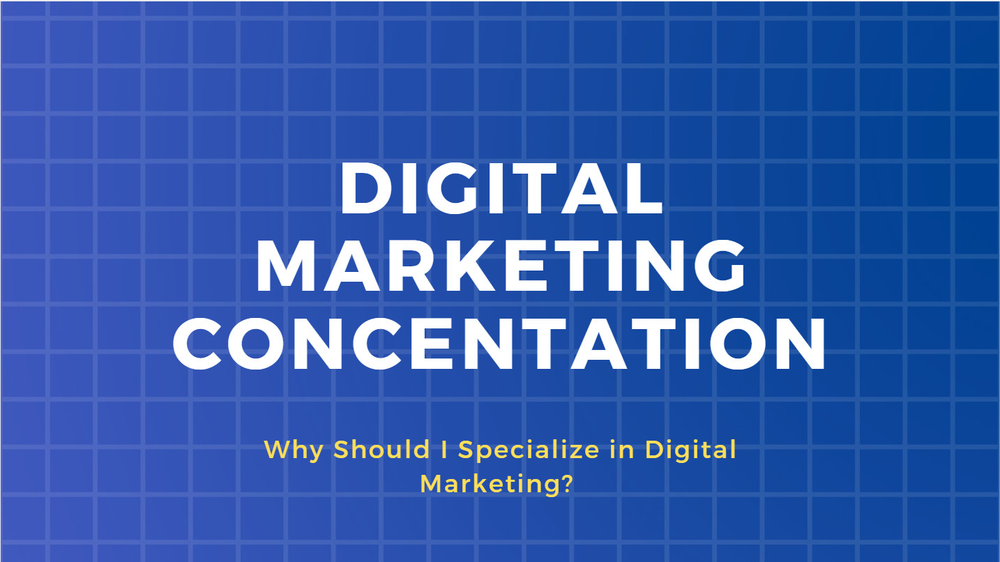 DIGITAL
MARKETING
CONCENTATION
Why Should I Specialize in Digital
Marketing?